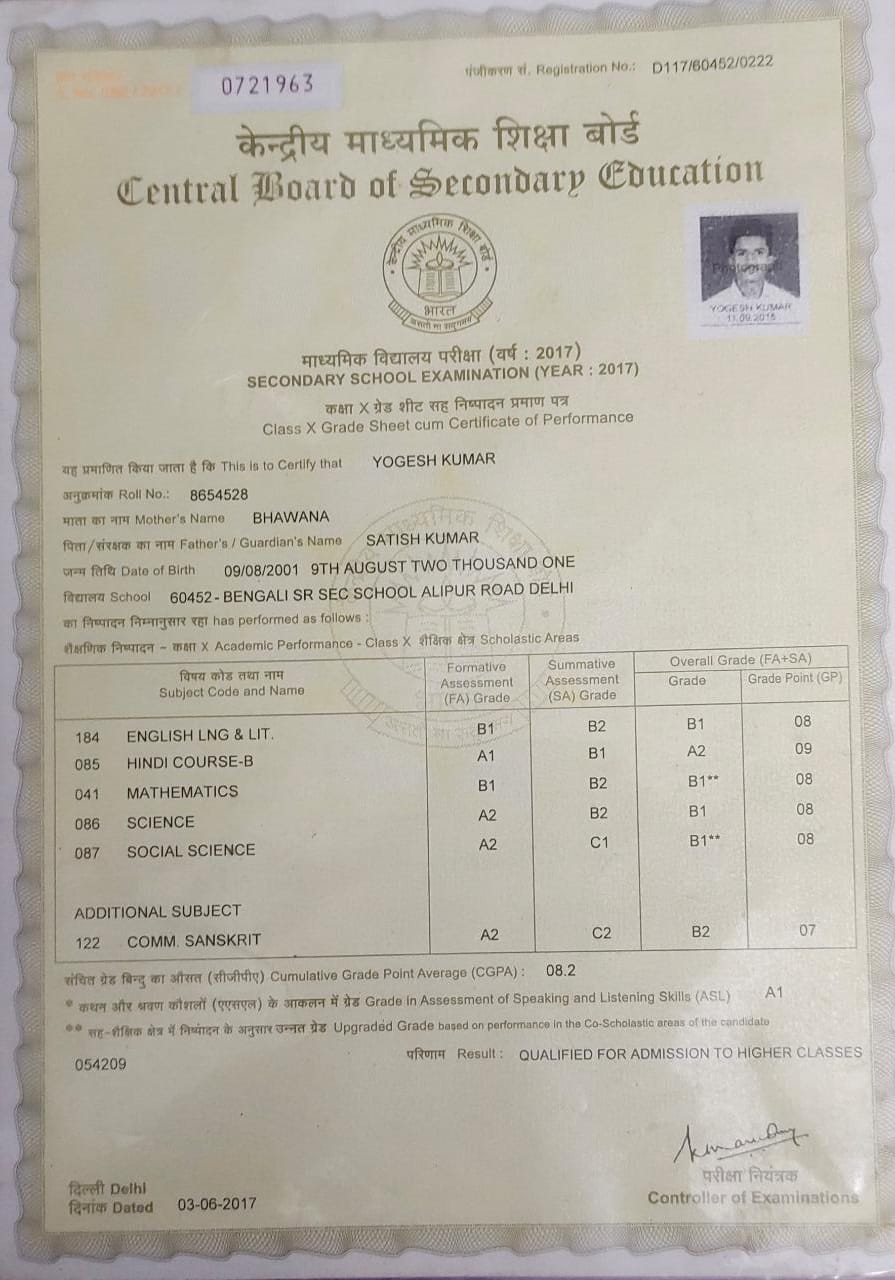 0721963
पंजीकरण सं. Registration No.: D117/60452/0222
केन्द्रीय माध्यमिक शिक्षा बोर्ड
Central Board of Secondary Education
केन्द्रीय माध्यमिक शिक्षा बोर्ड
भारत
असतो मा सद्गमय
Photograph
YOGESH KUMAR
11.09.2015
माध्यमिक विद्यालय परीक्षा (वर्ष : 2017)
SECONDARY SCHOOL EXAMINATION (YEAR : 2017)
कक्षा X ग्रेड शीट सह निष्पादन प्रमाण पत्र
Class X Grade Sheet cum Certificate of Performance
यह प्रमाणित किया जाता है कि This is to Certify that YOGESH KUMAR
अनुक्रमांक Roll No.: 8654528
माता का नाम Mother's Name BHAWANA
पिता/संरक्षक का नाम Father's / Guardian's Name SATISH KUMAR
जन्म तिथि Date of Birth 09/08/2001 9TH AUGUST TWO THOUSAND ONE
विद्यालय School 60452- BENGALI SR SEC SCHOOL ALIPUR ROAD DELHI
का निष्पादन निम्नानुसार रहा has performed as follows :
शैक्षणिक निष्पादन – कक्षा X Academic Performance - Class X शैक्षिक क्षेत्र Scholastic Areas
विषय कोड तथा नाम Subject Code and Name
Formative Assessment (FA) Grade
Summative Assessment (SA) Grade
Overall Grade (FA+SA)
Grade Grade Point (GP)
184 ENGLISH LNG & LIT. B1 B2 B1 08
085 HINDI COURSE-B A1 B1 A2 09
041 MATHEMATICS B1 B2 B1** 08
086 SCIENCE A2 B2 B1 08
087 SOCIAL SCIENCE A2 C1 B1** 08
ADDITIONAL SUBJECT
122 COMM. SANSKRIT A2 C2 B2 07
संचित ग्रेड बिन्दु का औसत (सीजीपीए) Cumulative Grade Point Average (CGPA) : 08.2
* कथन और श्रवण कौशलों (एएसएल) के आकलन में ग्रेड Grade in Assessment of Speaking and Listening Skills (ASL) A1
** सह-शैक्षिक क्षेत्र में निष्पादन के अनुसार उन्नत ग्रेड Upgraded Grade based on performance in the Co-Scholastic areas of the candidate
054209
परिणाम Result : QUALIFIED FOR ADMISSION TO HIGHER CLASSES
परीक्षा नियंत्रक
Controller of Examinations
दिल्ली Delhi
दिनांक Dated 03-06-2017